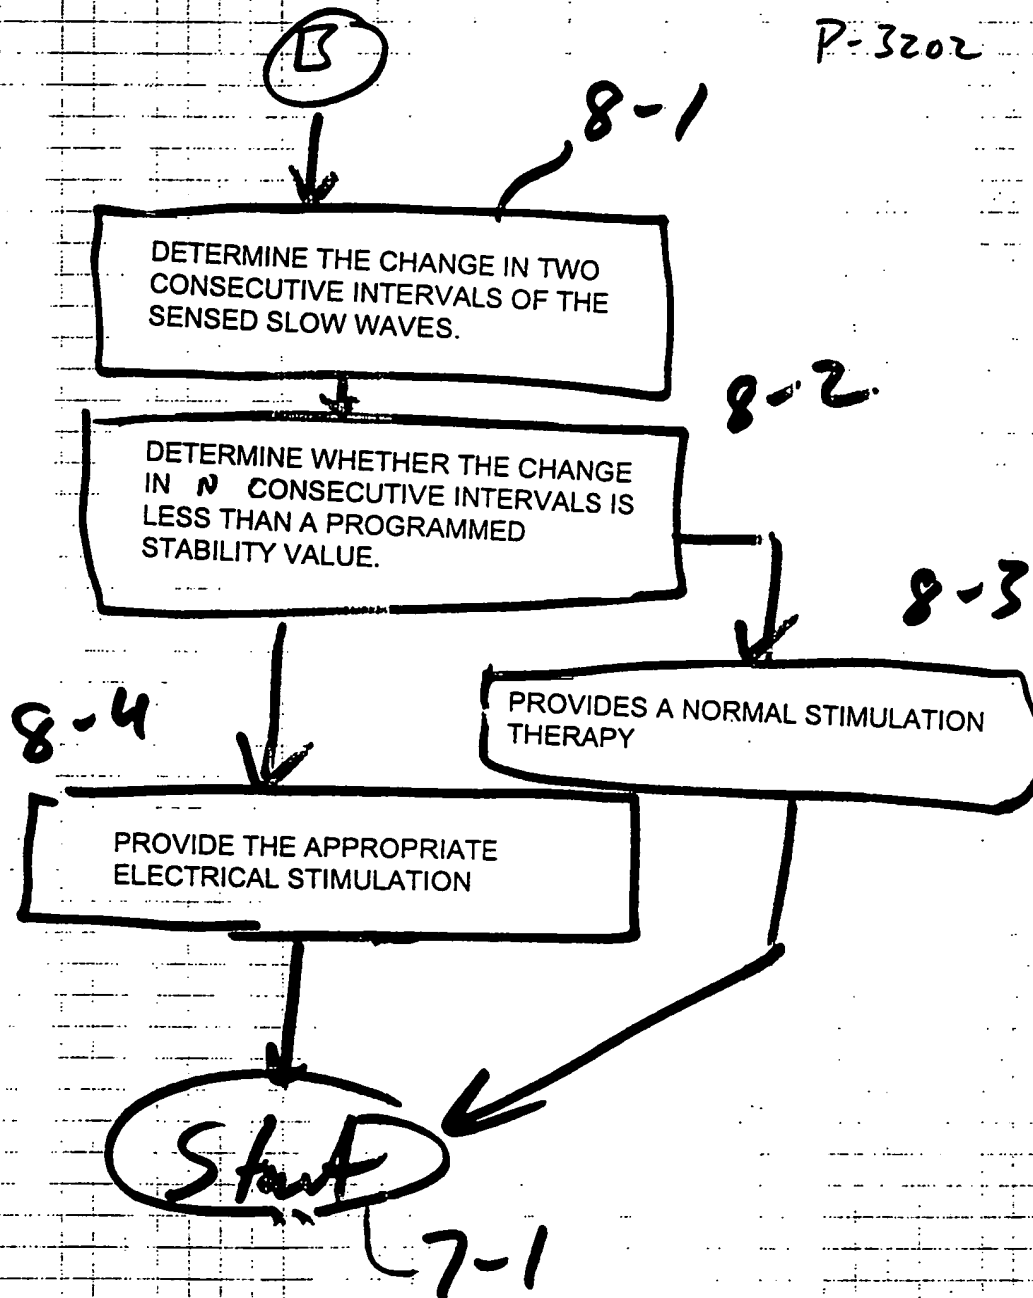 P-3202
B
8-1
DETERMINE THE CHANGE IN TWO
CONSECUTIVE INTERVALS OF THE
SENSED SLOW WAVES.
8-2.
DETERMINE WHETHER THE CHANGE
IN N CONSECUTIVE INTERVALS IS
LESS THAN A PROGRAMMED
STABILITY VALUE.
8-3
PROVIDES A NORMAL STIMULATION
THERAPY
8-4
PROVIDE THE APPROPRIATE
ELECTRICAL STIMULATION
Start
7-1